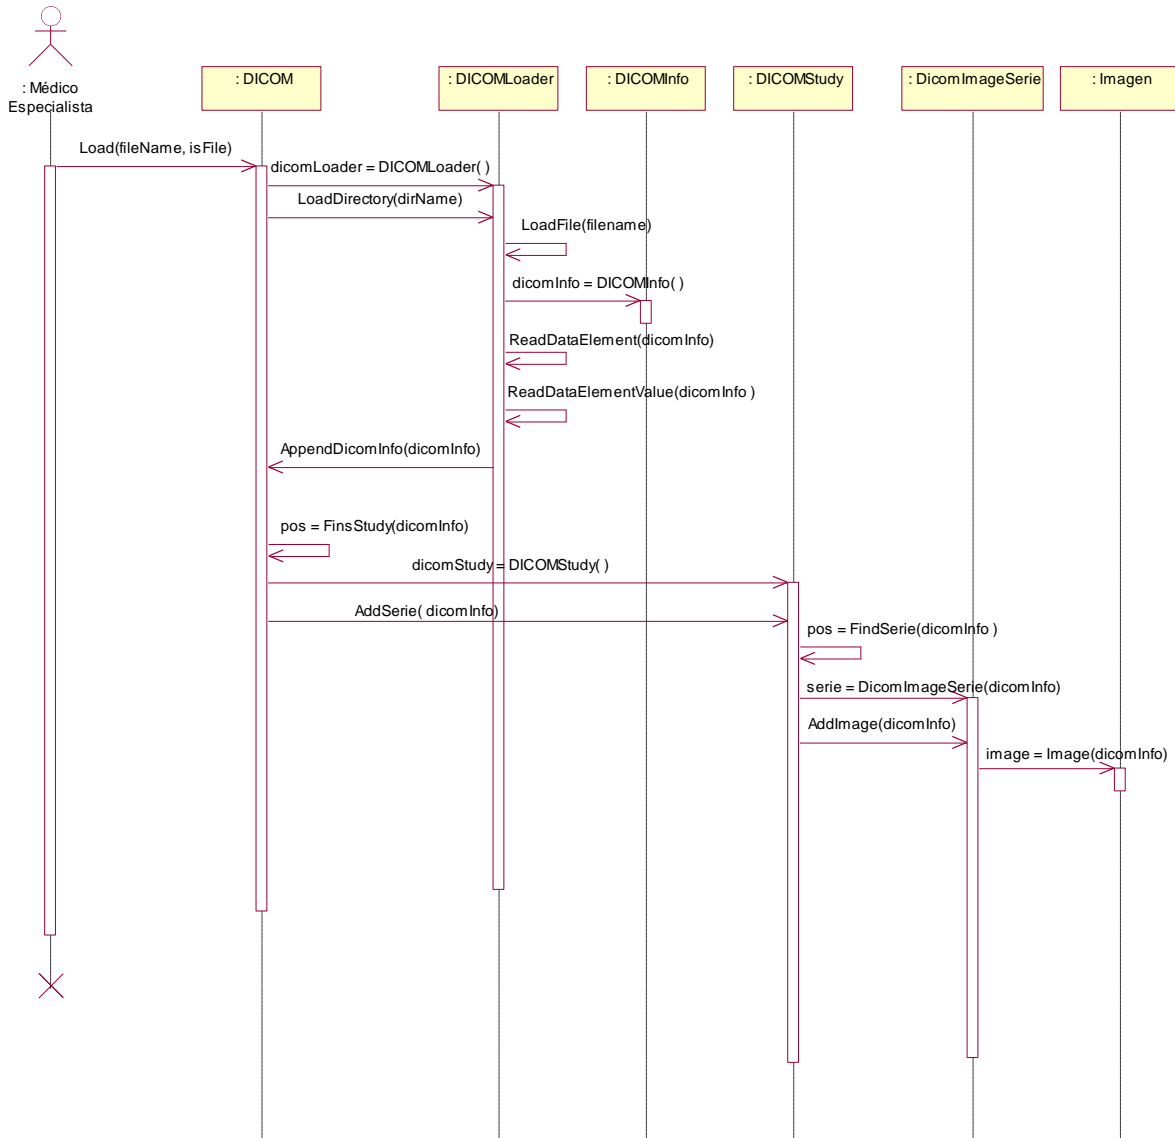 : Médico
Especialista
: DICOM
: DICOMLoader
: DICOMInfo
: DICOMStudy
: DicomImageSerie
: Imagen
Load(fileName, isFile)
dicomLoader = DICOMLoader( )
LoadDirectory(dirName)
LoadFile(filename)
dicomInfo = DICOMInfo( )
ReadDataElement(dicomInfo)
ReadDataElementValue(dicomInfo )
AppendDicomInfo(dicomInfo)
pos = FinsStudy(dicomInfo)
dicomStudy = DICOMStudy( )
AddSerie( dicomInfo)
pos = FindSerie(dicomInfo )
serie = DicomImageSerie(dicomInfo)
AddImage(dicomInfo)
image = Image(dicomInfo)